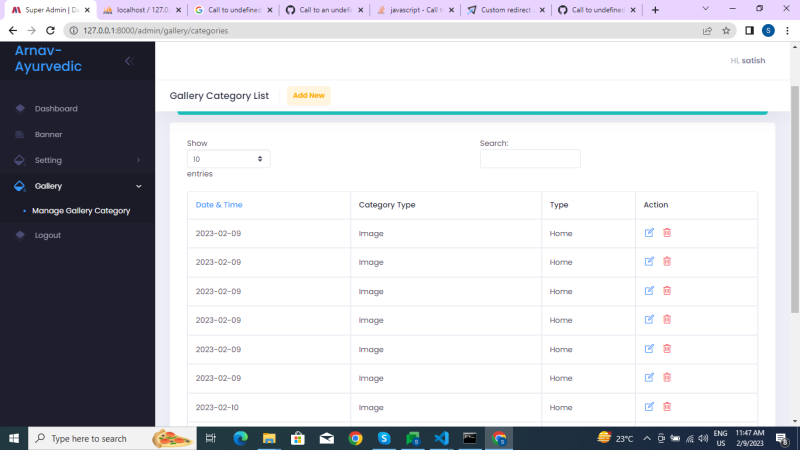 Super Admin | Da
localhost / 127.0.
Call to undefined
Call to an undef
javascript - Call to
Custom redirect
Call to undefined
127.0.0.1:8000/admin/gallery/categories
S
Arnav-
Ayurvedic
Hi, satish
Dashboard
Banner
Setting
Gallery
Manage Gallery Category
Logout
Gallery Category List
Add New
Show
10
entries
Search:
Date & Time Category Type Type Action
2023-02-09 Image Home
2023-02-09 Image Home
2023-02-09 Image Home
2023-02-09 Image Home
2023-02-09 Image Home
2023-02-09 Image Home
2023-02-10 Image Home
Type here to search
23°C
ENG
US
11:47 AM
2/9/2023